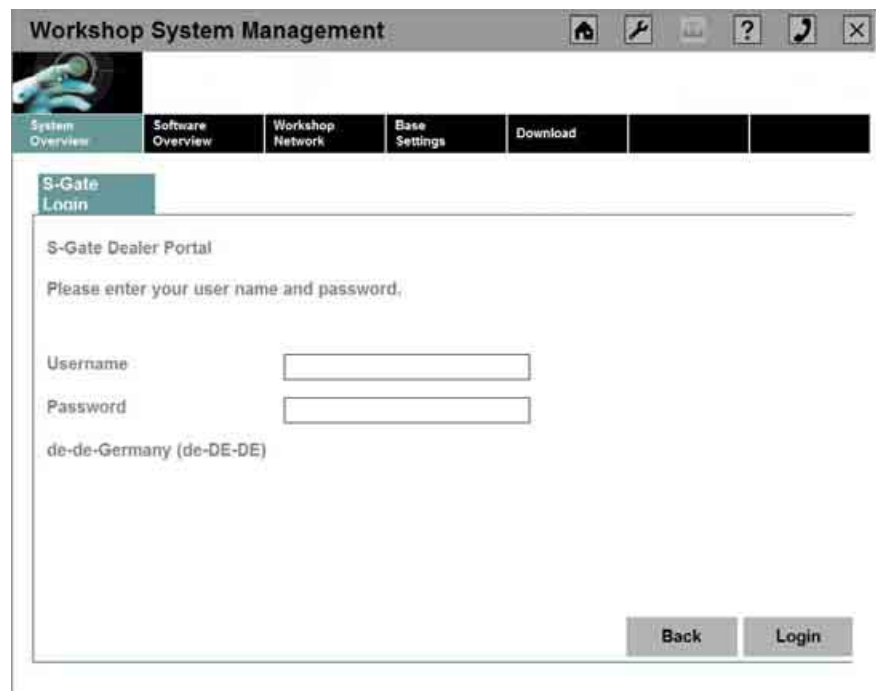 Workshop System Management
?
System
Overview
Software
Overview
Workshop
Network
Base
Settings
Download
S-Gate
Login
S-Gate Dealer Portal
Please enter your user name and password.
Username
Password
de-de-Germany (de-DE-DE)
Back
Login